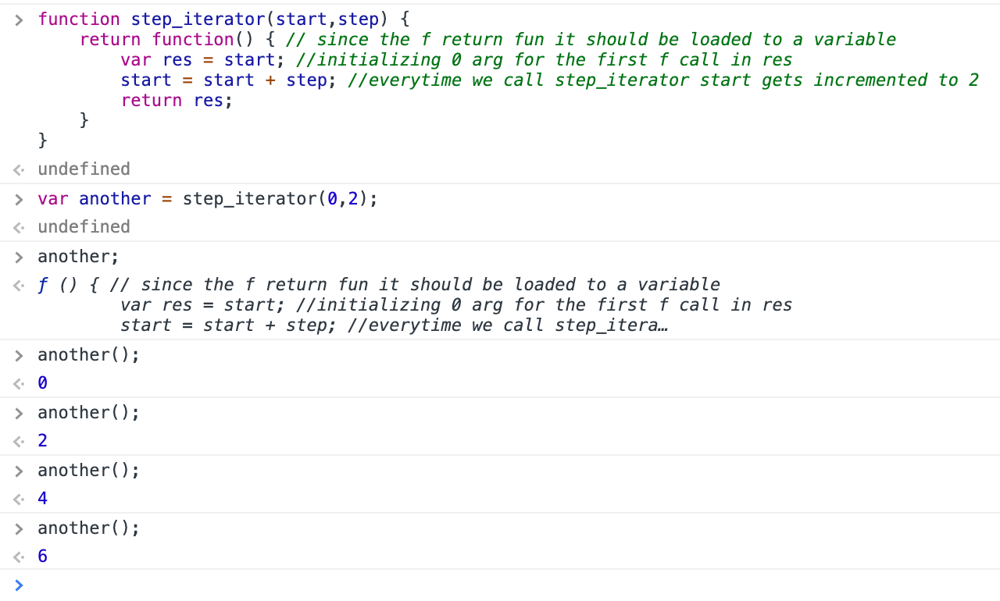 > function step_iterator(start,step) {
return function() { // since the f return fun it should be loaded to a variable
var res = start; //initializing 0 arg for the first f call in res
start = start + step; //everytime we call step_iterator start gets incremented to 2
return res;
}
}
<· undefined
> var another = step_iterator(0,2);
<· undefined
> another;
<· ƒ () { // since the f return fun it should be loaded to a variable
var res = start; //initializing 0 arg for the first f call in res
start = start + step; //everytime we call step_itera…
> another();
<· 0
> another();
<· 2
> another();
<· 4
> another();
<· 6
>